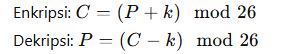 Enkripsi: C = (P + k) mod 26
Dekripsi: P = (C − k) mod 26